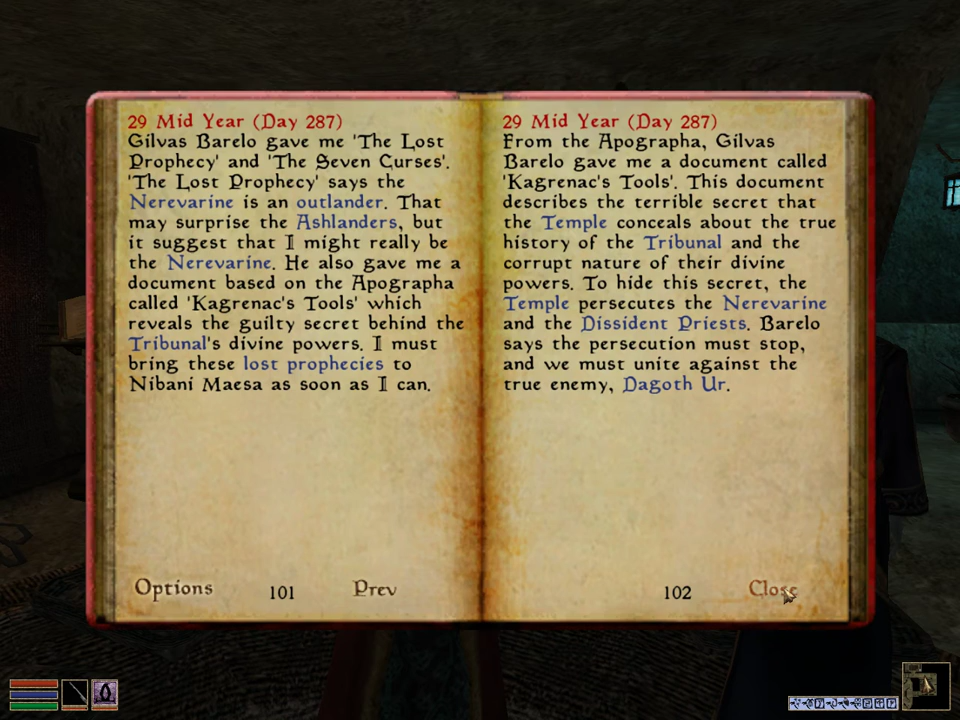 29 Mid Year (Day 287)
Gilvas Barelo gave me 'The Lost
Prophecy' and 'The Seven Curses'.
'The Lost Prophecy' says the
Nerevarine is an outlander. That
may surprise the Ashlanders, but
it suggest that I might really be
the Nerevarine. He also gave me a
document based on the Apographa
called 'Kagrenac's Tools' which
reveals the guilty secret behind the
Tribunal's divine powers. I must
bring these lost prophecies to
Nibani Maesa as soon as I can.
Options
101
Prev
29 Mid Year (Day 287)
From the Apographa, Gilvas
Barelo gave me a document called
'Kagrenac's Tools'. This document
describes the terrible secret that
the Temple conceals about the true
history of the Tribunal and the
corrupt nature of their divine
powers. To hide this secret, the
Temple persecutes the Nerevarine
and the Dissident Priests. Barelo
says the persecution must stop,
and we must unite against the
true enemy, Dagoth Ur.
102
Close